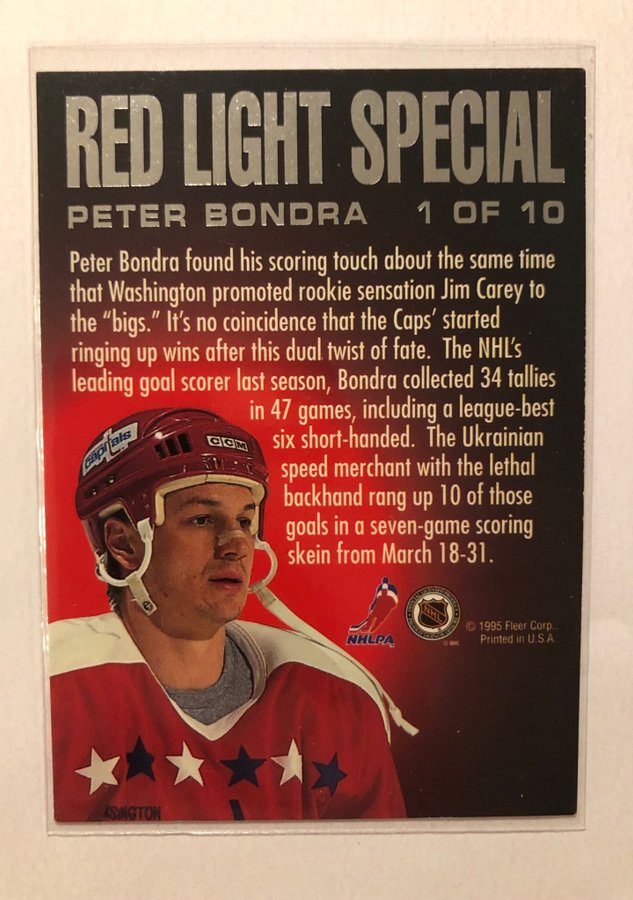 RED LIGHT SPECIAL
PETER BONDRA 1 OF 10
Peter Bondra found his scoring touch about the same time
that Washington promoted rookie sensation Jim Carey to
the “bigs.” It’s no coincidence that the Caps’ started
ringing up wins after this dual twist of fate. The NHL’s
leading goal scorer last season, Bondra collected 34 tallies
in 47 games, including a league-best
six short-handed. The Ukrainian
speed merchant with the lethal
backhand rang up 10 of those
goals in a seven-game scoring
skein from March 18-31.
capitals
CCM
NHLPA
NHL
© 1995 Fleer Corp..
Printed in U.S.A.
© NHL